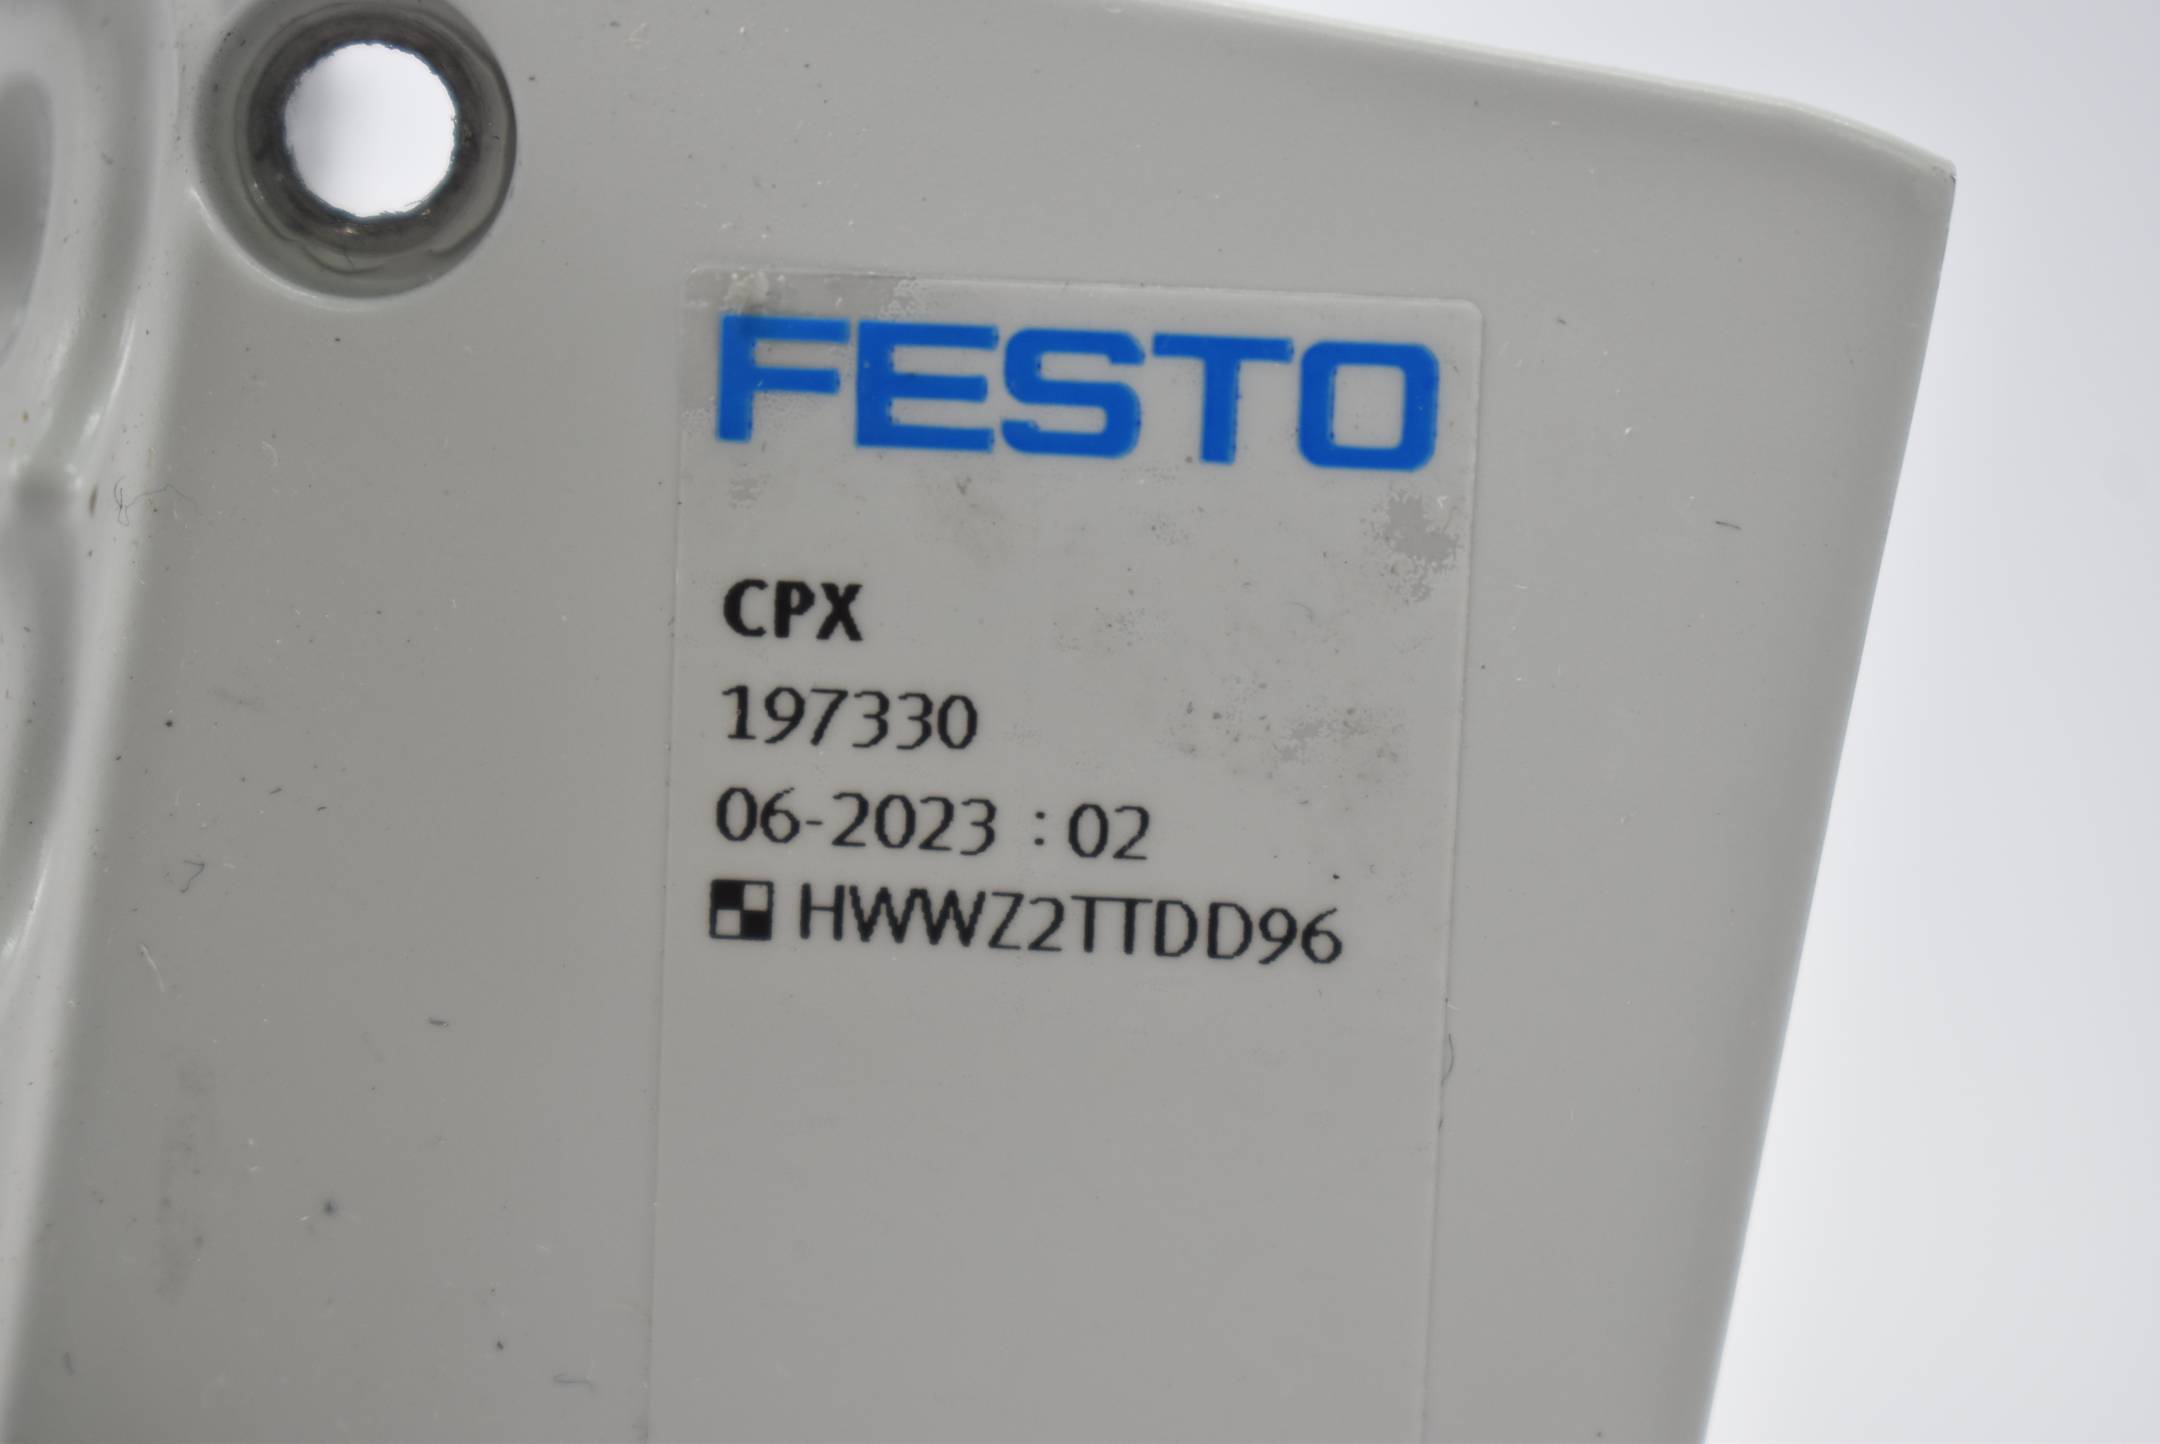 FESTO
CPX
197330
06-2023 : 02
HWWZ2TTDD96